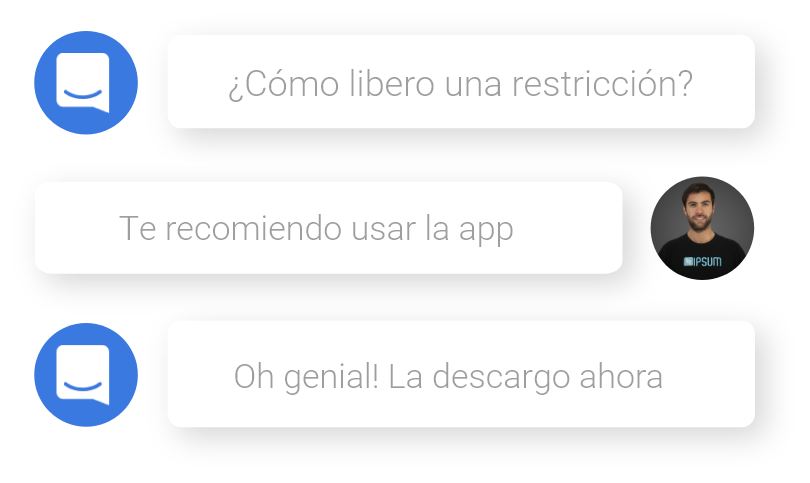 ¿Cómo libero una restricción?
Te recomiendo usar la app
IPSUM
Oh genial! La descargo ahora